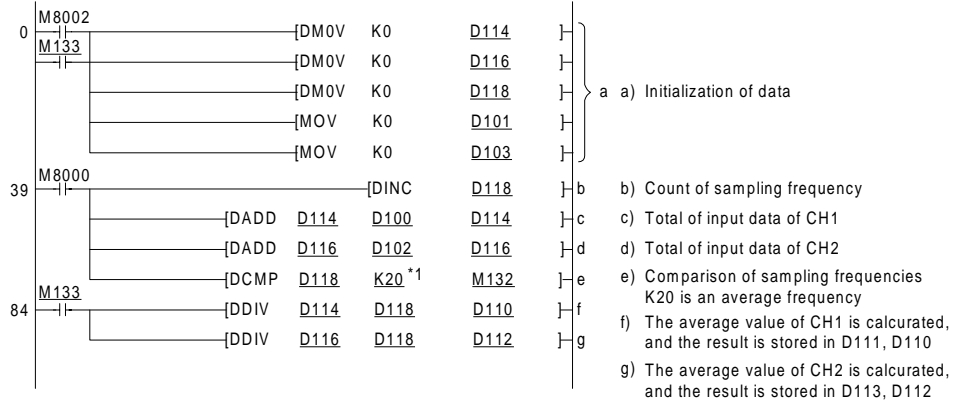 M8002
0 [DM0V K0 D114 ]
M133
[DM0V K0 D116 ]
[DM0V K0 D118 ] a a) Initialization of data
[MOV K0 D101 ]
[MOV K0 D103 ]
M8000
39 [DINC D118 ] b b) Count of sampling frequency
[DADD D114 D100 D114 ] c c) Total of input data of CH1
[DADD D116 D102 D116 ] d d) Total of input data of CH2
[DCMP D118 K20 *1 M132 ] e e) Comparison of sampling frequencies
K20 is an average frequency
M133
84 [DDIV D114 D118 D110 ] f f) The average value of CH1 is calcurated,
and the result is stored in D111, D110
[DDIV D116 D118 D112 ] g
g) The average value of CH2 is calcurated,
and the result is stored in D113, D112